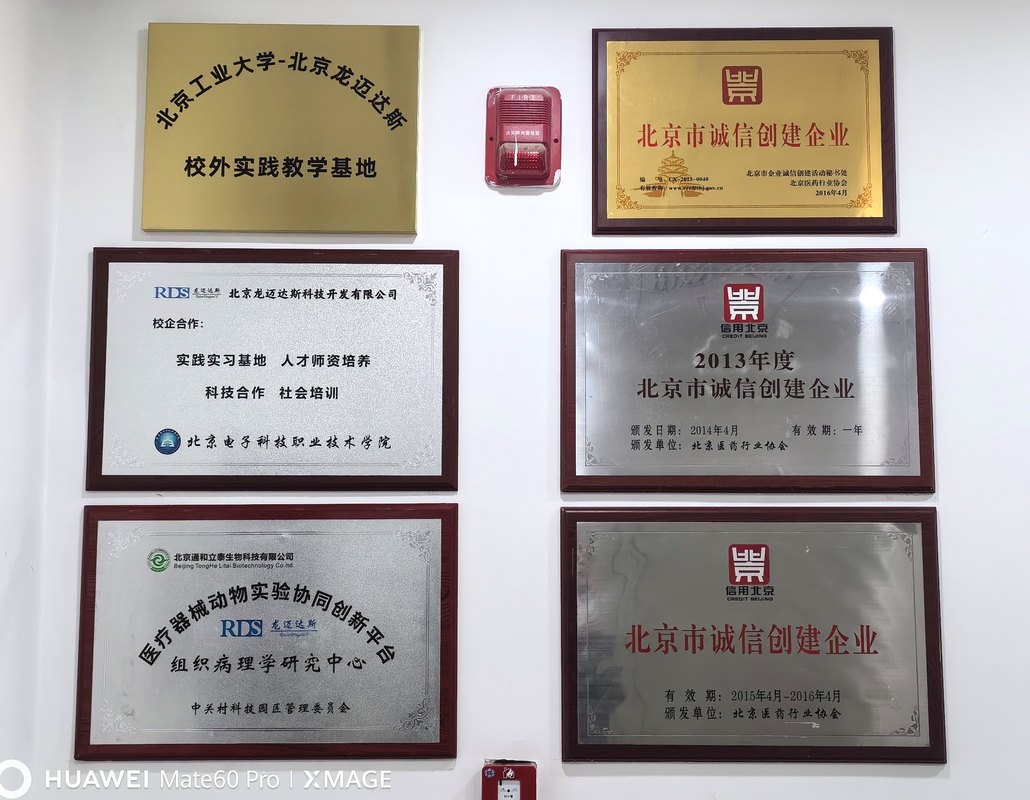 北京工业大学-北京龙迈达斯
校外实践教学基地
火灾声光警报器
北京市诚信创建企业
北京市企业诚信创建活动秘书处
北京医药行业协会
2016年4月
RDS 龙迈达斯 北京龙迈达斯科技开发有限公司
校企合作：
实践实习基地 人才师资培养
科技合作 社会培训
北京电子科技职业技术学院
信用北京
CREDIT BEIJING
2013年度
北京市诚信创建企业
颁发日期：2014年4月 有效期：一年
颁发单位：北京医药行业协会
北京通和立泰生物科技有限公司
Beijing TongHe Litai Biotechnology Co.ltd.
医疗器械动物实验协同创新平台
RDS 龙迈达斯
组织病理学研究中心
中关村科技园区管理委员会
信用北京
CREDIT BEIJING
北京市诚信创建企业
有效期：2015年4月-2016年4月
颁发单位：北京医药行业协会
HUAWEI Mate60 Pro | XMAGE